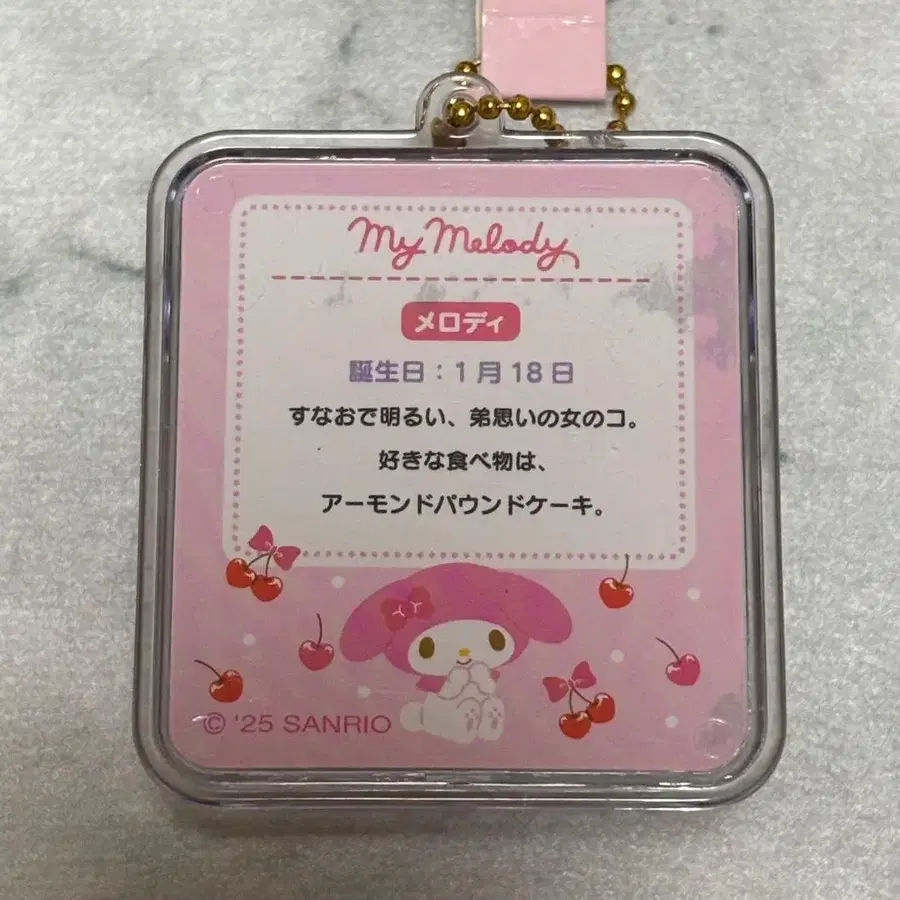 My Melody
メロディ
誕生日：1月18日
すなおで明るい、弟思いの女のコ。
好きな食べ物は、
アーモンドパウンドケーキ。
© '25 SANRIO